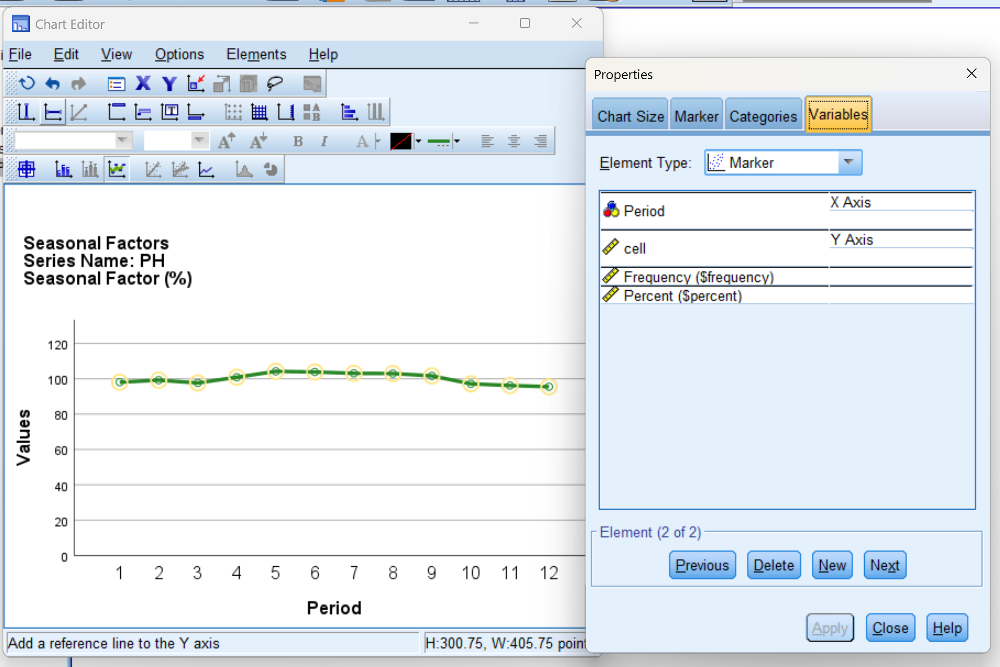 Chart Editor
File Edit View Options Elements Help
X Y
T
A
B
A A B I A
Seasonal Factors
Series Name: PH
Seasonal Factor (%)
120
100
80
60
40
20
0
Values
1 2 3 4 5 6 7 8 9 10 11 12
Period
Add a reference line to the Y axis
H:300.75, W:405.75 point
Properties
Chart Size Marker Categories Variables
Element Type: Marker
Period X Axis
cell Y Axis
Frequency ($frequency)
Percent ($percent)
Element (2 of 2)
Previous Delete New Next
Apply Close Help